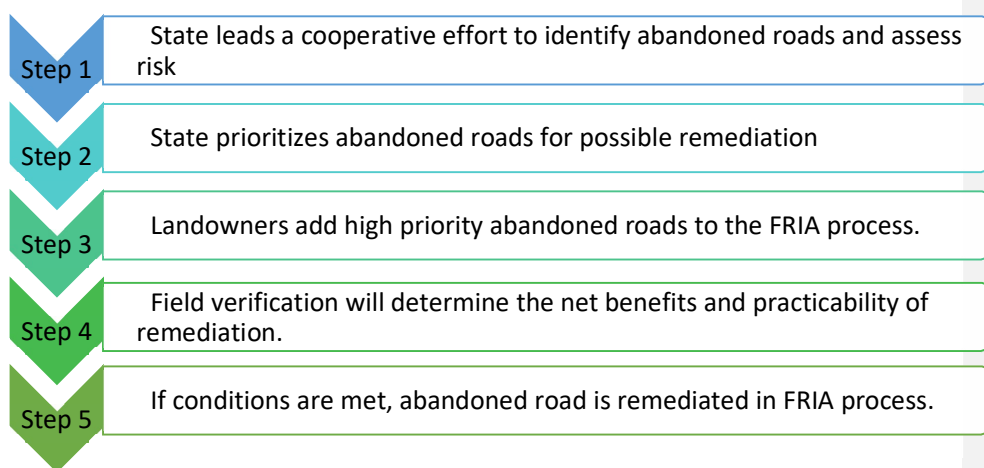 Step 1
State leads a cooperative effort to identify abandoned roads and assess
risk
Step 2
State prioritizes abandoned roads for possible remediation
Step 3
Landowners add high priority abandoned roads to the FRIA process.
Step 4
Field verification will determine the net benefits and practicability of
remediation.
Step 5
If conditions are met, abandoned road is remediated in FRIA process.